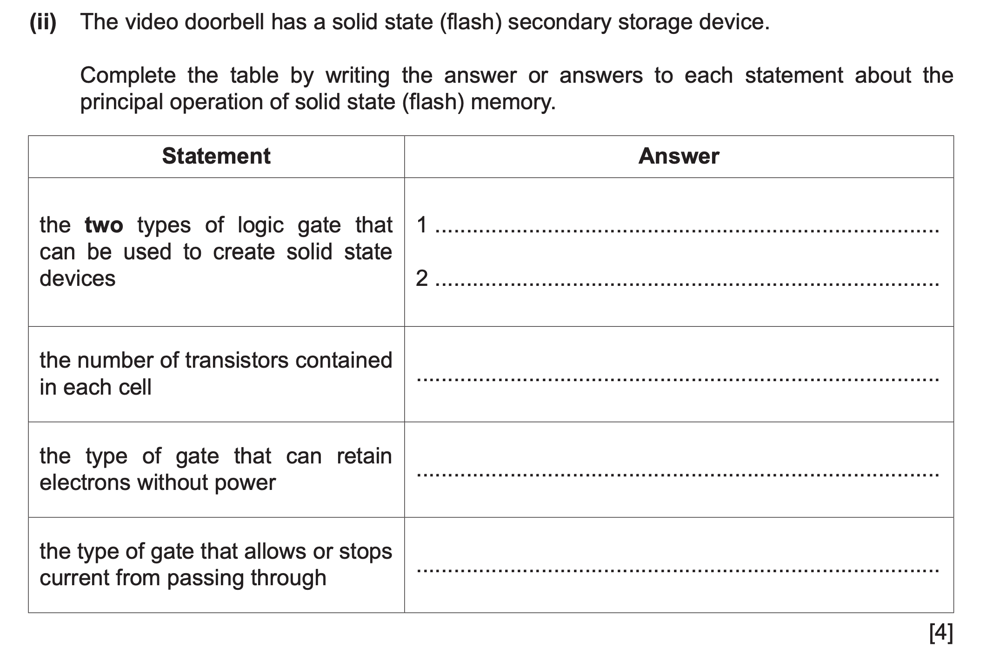 (ii) The video doorbell has a solid state (flash) secondary storage device.
Complete the table by writing the answer or answers to each statement about the
principal operation of solid state (flash) memory.
Statement Answer
the two types of logic gate that
can be used to create solid state
devices
1 ................................................................................
2 ................................................................................
the number of transistors contained
in each cell
...................................................................................
the type of gate that can retain
electrons without power
...................................................................................
the type of gate that allows or stops
current from passing through
...................................................................................
[4]